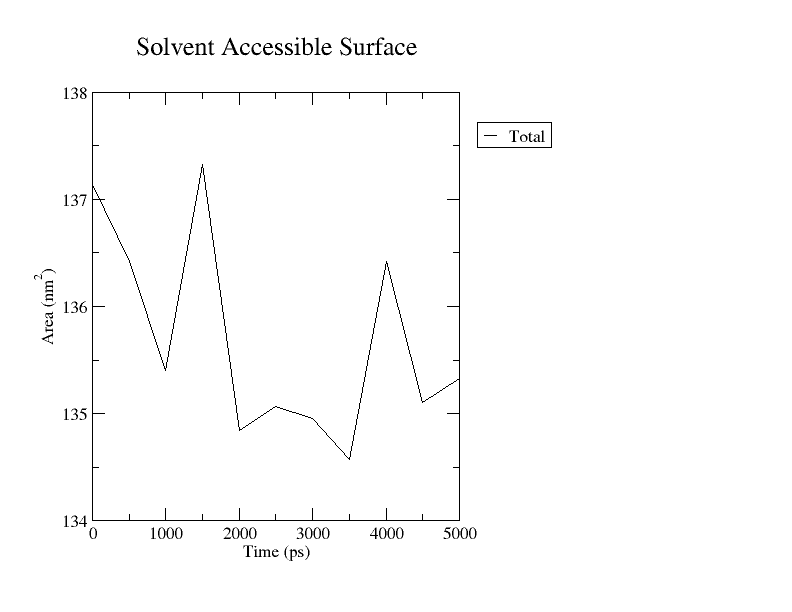 Solvent Accessible Surface
138
137
136
135
134
Area (nm²)
0 1000 2000 3000 4000 5000
Time (ps)
Total